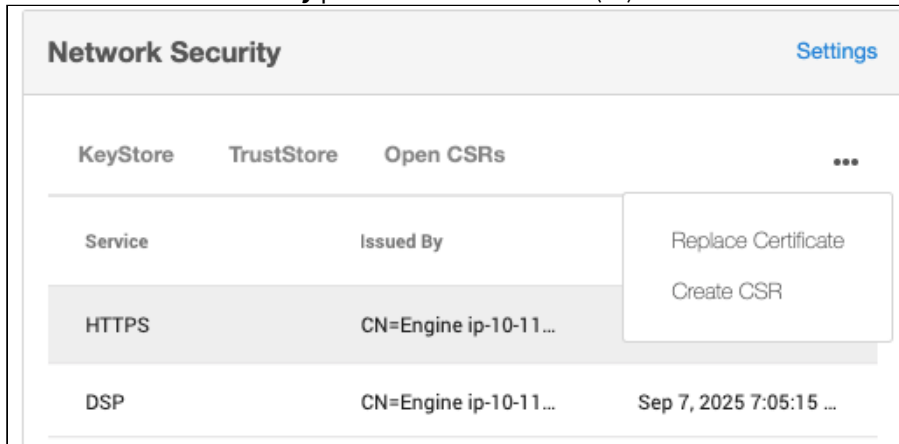 Network Security Settings
KeyStore TrustStore Open CSRs •••
Service Issued By
Replace Certificate
Create CSR
HTTPS CN=Engine ip-10-11...
DSP CN=Engine ip-10-11... Sep 7, 2025 7:05:15 ...